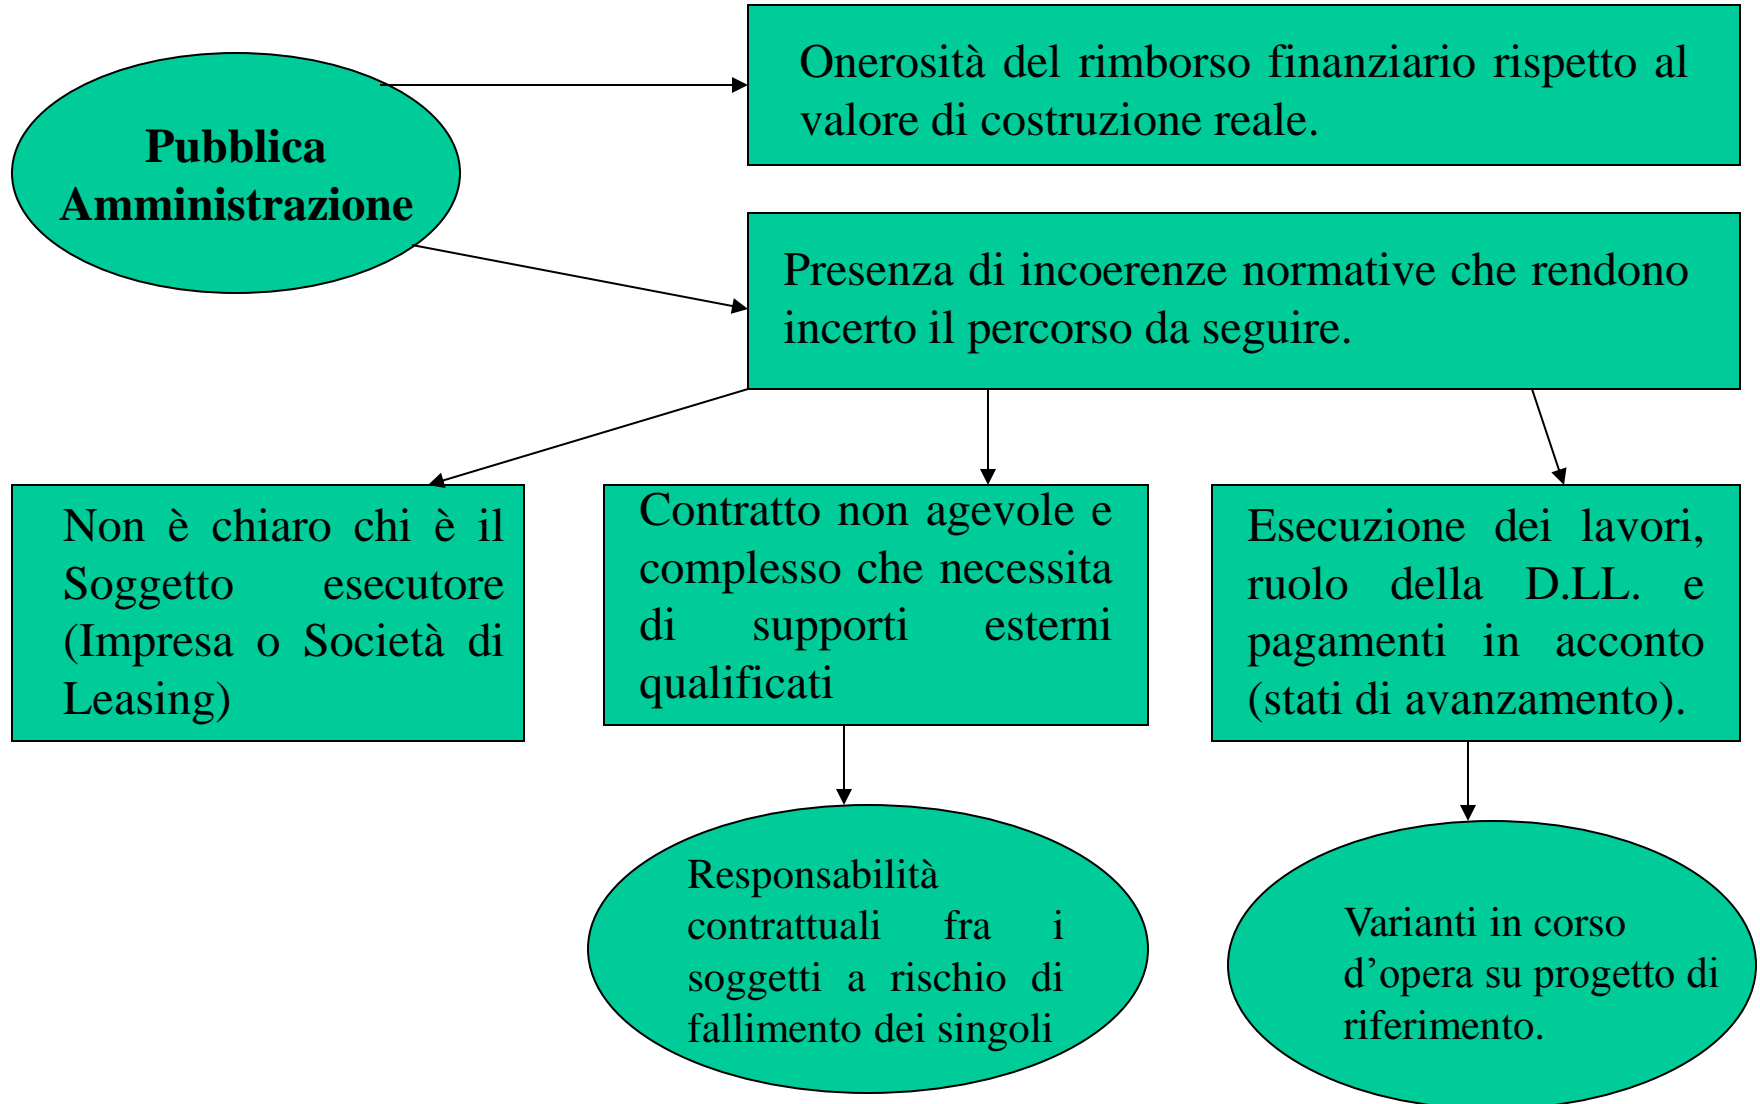 Pubblica
Amministrazione
Onerosità del rimborso finanziario rispetto al
valore di costruzione reale.
Presenza di incoerenze normative che rendono
incerto il percorso da seguire.
Non è chiaro chi è il
Soggetto esecutore
(Impresa o Società di
Leasing)
Contratto non agevole e
complesso che necessita
di supporti esterni
qualificati
Esecuzione dei lavori,
ruolo della D.LL. e
pagamenti in acconto
(stati di avanzamento).
Responsabilità
contrattuali fra i
soggetti a rischio di
fallimento dei singoli
Varianti in corso
d’opera su progetto di
riferimento.